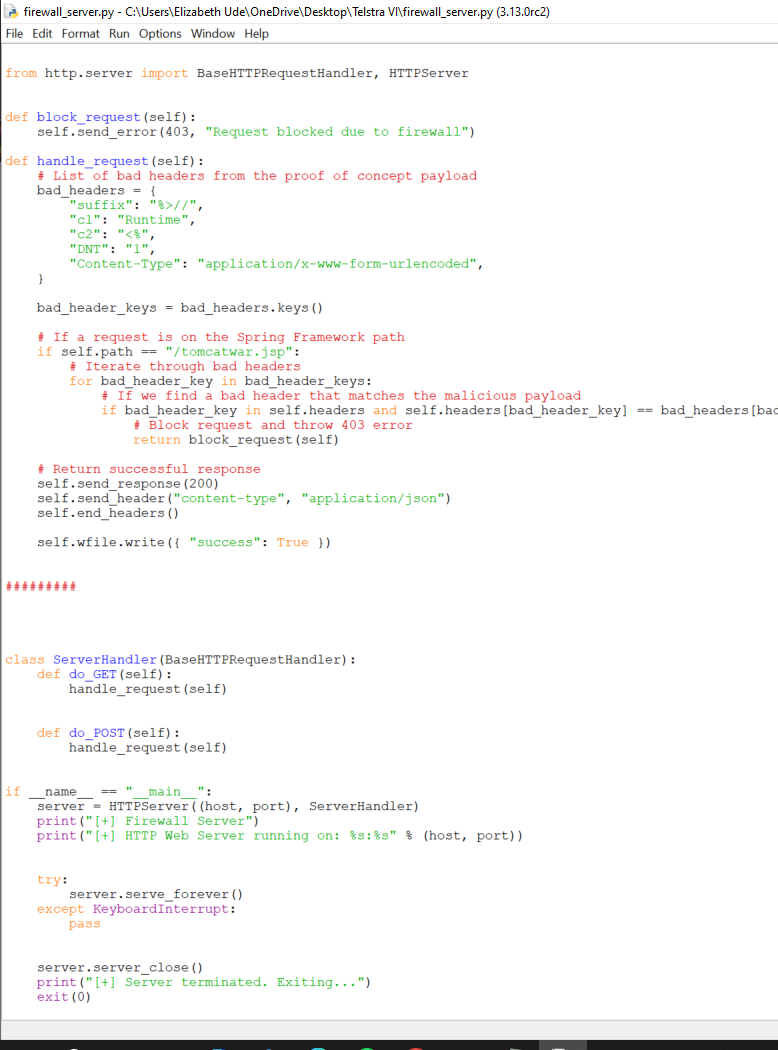 firewall_server.py - C:\Users\Elizabeth Ude\OneDrive\Desktop\Telstra VI\firewall_server.py (3.13.0rc2)
File Edit Format Run Options Window Help
from http.server import BaseHTTPRequestHandler, HTTPServer
def block_request(self):
    self.send_error(403, "Request blocked due to firewall")
def handle_request(self):
    # List of bad headers from the proof of concept payload
    bad_headers = {
        "suffix": "%>//",
        "c1": "Runtime",
        "c2": "<%",
        "DNT": "1",
        "Content-Type": "application/x-www-form-urlencoded",
    }
    bad_header_keys = bad_headers.keys()
    # If a request is on the Spring Framework path
    if self.path == "/tomcatwar.jsp":
        # Iterate through bad headers
        for bad_header_key in bad_header_keys:
            # If we find a bad header that matches the malicious payload
            if bad_header_key in self.headers and self.headers[bad_header_key] == bad_headers[bad
                # Block request and throw 403 error
                return block_request(self)
    # Return successful response
    self.send_response(200)
    self.send_header("content-type", "application/json")
    self.end_headers()
    self.wfile.write({ "success": True })
#########
class ServerHandler(BaseHTTPRequestHandler):
    def do_GET(self):
        handle_request(self)
    def do_POST(self):
        handle_request(self)
if __name__ == "__main__":
    server = HTTPServer((host, port), ServerHandler)
    print("[+] Firewall Server")
    print("[+] HTTP Web Server running on: %s:%s" % (host, port))
    try:
        server.serve_forever()
    except KeyboardInterrupt:
        pass
    server.server_close()
    print("[+] Server terminated. Exiting...")
    exit(0)